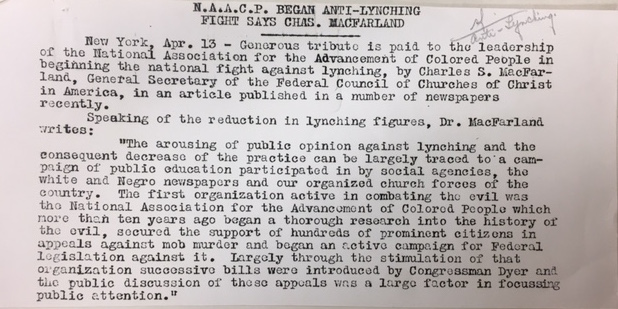 N.A.A.C.P. BEGAN ANTI-LYNCHING
FIGHT SAYS CHAS. MACFARLAND
Anti-Lynching.
New York, Apr. 13 - Generous tribute is paid to the leadership
of the National Association for the Advancement of Colored People in
beginning the national fight against lynching, by Charles S. MacFar-
land, General Secretary of the Federal Council of Churches of Christ
in America, in an article published in a number of newspapers
recently.
Speaking of the reduction in lynching figures, Dr. MacFarland
writes:
"The arousing of public opinion against lynching and the
consequent decrease of the practice can be largely traced to a cam-
paign of public education participated in by social agencies, the
white and Negro newspapers and our organized church forces of the
country. The first organization active in combating the evil was
the National Association for the Advancement of Colored People which
more than ten years ago began a thorough research into the history of
the evil, secured the support of hundreds of prominent citizens in
appeals against mob murder and began an active campaign for Federal
legislation against it. Largely through the stimulation of that
organization successive bills were introduced by Congressman Dyer and
the public discussion of these appeals was a large factor in focussing
public attention."